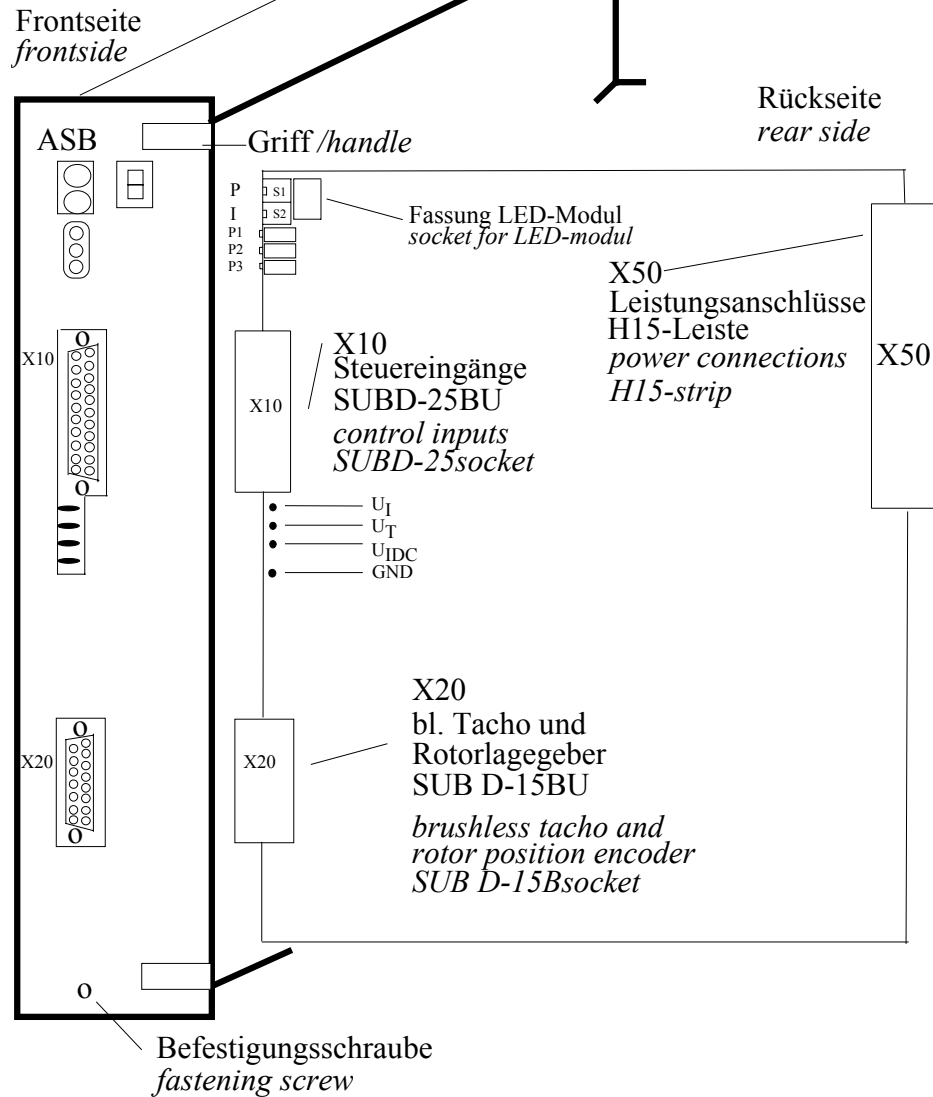 Frontseite
frontside
Rückseite
rear side
ASB
Griff /handle
P
S1
I
S2
P1
P2
P3
Fassung LED-Modul
socket for LED-modul
X50
Leistungsanschlüsse
H15-Leiste
power connections
H15-strip
X50
X10
X10
X10
Steuereingänge
SUBD-25BU
control inputs
SUBD-25socket
UI
UT
UIDC
GND
X20
X20
X20
bl. Tacho und
Rotorlagegeber
SUB D-15BU
brushless tacho and
rotor position encoder
SUB D-15Bsocket
Befestigungsschraube
fastening screw